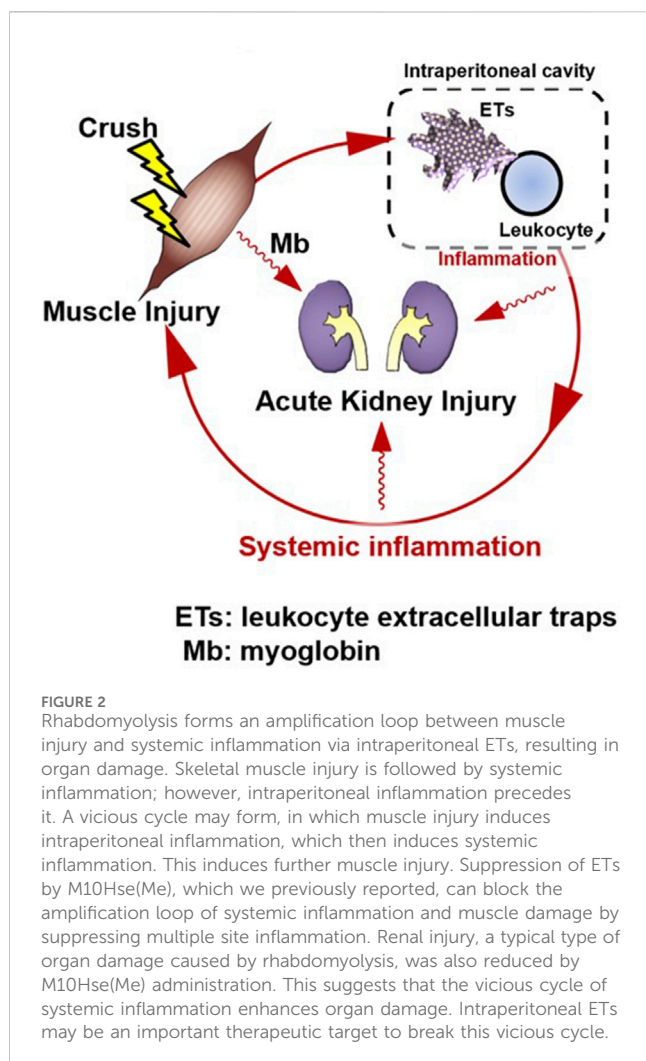 Intraperitoneal cavity
ETs
Crush
Leukocyte
Mb
Inflammation
Muscle Injury
Acute Kidney Injury
Systemic inflammation
ETs: leukocyte extracellular traps
Mb: myoglobin
FIGURE 2
Rhabdomyolysis forms an amplification loop between muscle
injury and systemic inflammation via intraperitoneal ETs, resulting in
organ damage. Skeletal muscle injury is followed by systemic
inflammation; however, intraperitoneal inflammation precedes
it. A vicious cycle may form, in which muscle injury induces
intraperitoneal inflammation, which then induces systemic
inflammation. This induces further muscle injury. Suppression of ETs
by M10Hse(Me), which we previously reported, can block the
amplification loop of systemic inflammation and muscle damage by
suppressing multiple site inflammation. Renal injury, a typical type of
organ damage caused by rhabdomyolysis, was also reduced by
M10Hse(Me) administration. This suggests that the vicious cycle of
systemic inflammation enhances organ damage. Intraperitoneal ETs
may be an important therapeutic target to break this vicious cycle.